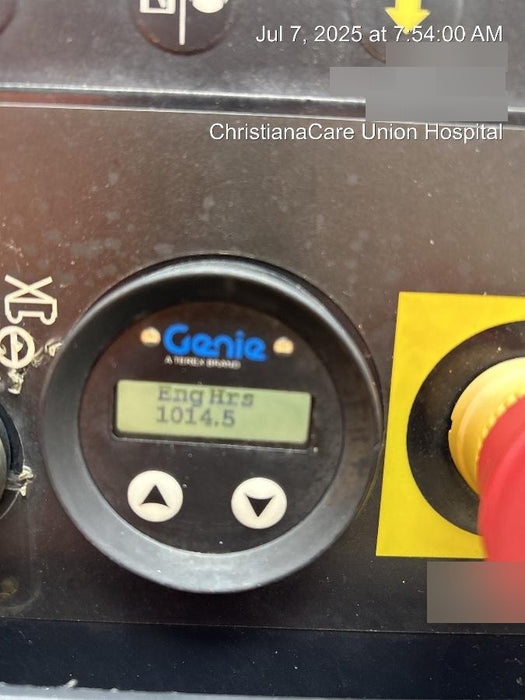 Jul 7, 2025 at 7:54:00 AM
ChristianaCare Union Hospital
Genie
A TEREX BRAND
Eng Hrs
1014.5